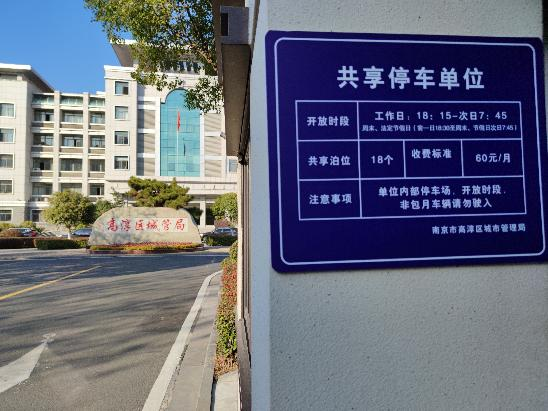 共享停车单位
开放时段
工作日：18：15-次日7：45
周末、法定节假日（前一日18:30至周末、节假日次日7:45）
共享泊位
18个
收费标准
60元/月
注意事项
单位内部停车场，开放时段，
非包月车辆请勿驶入
南京市高淳区城市管理局
高淳区城管局